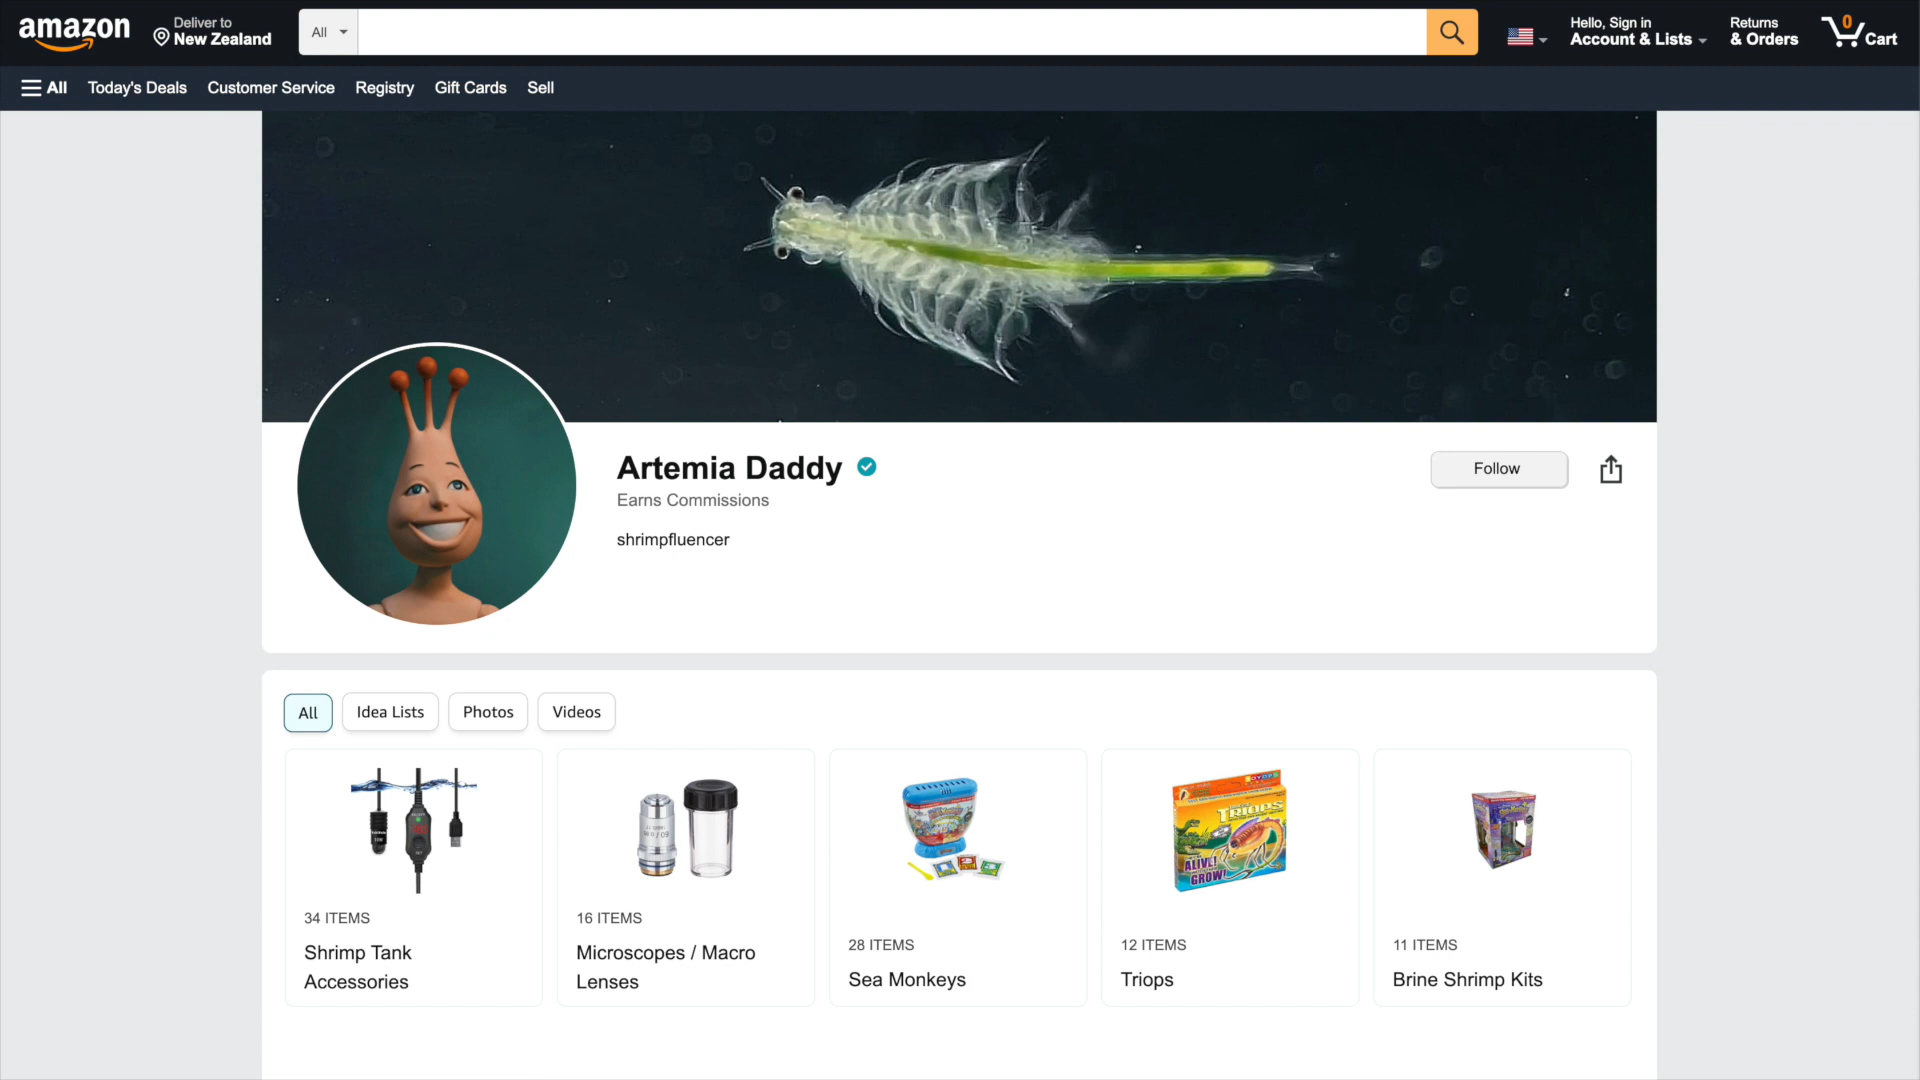 amazon
Deliver to
New Zealand
All
Hello, Sign in
Account & Lists
Returns
& Orders
0
Cart
All
Today's Deals
Customer Service
Registry
Gift Cards
Sell
Artemia Daddy
Earns Commissions
shrimpfluencer
Follow
All
Idea Lists
Photos
Videos
34 ITEMS
Shrimp Tank
Accessories
16 ITEMS
Microscopes / Macro
Lenses
28 ITEMS
Sea Monkeys
TRIOPS
ALIVE!
GROW!
12 ITEMS
Triops
11 ITEMS
Brine Shrimp Kits